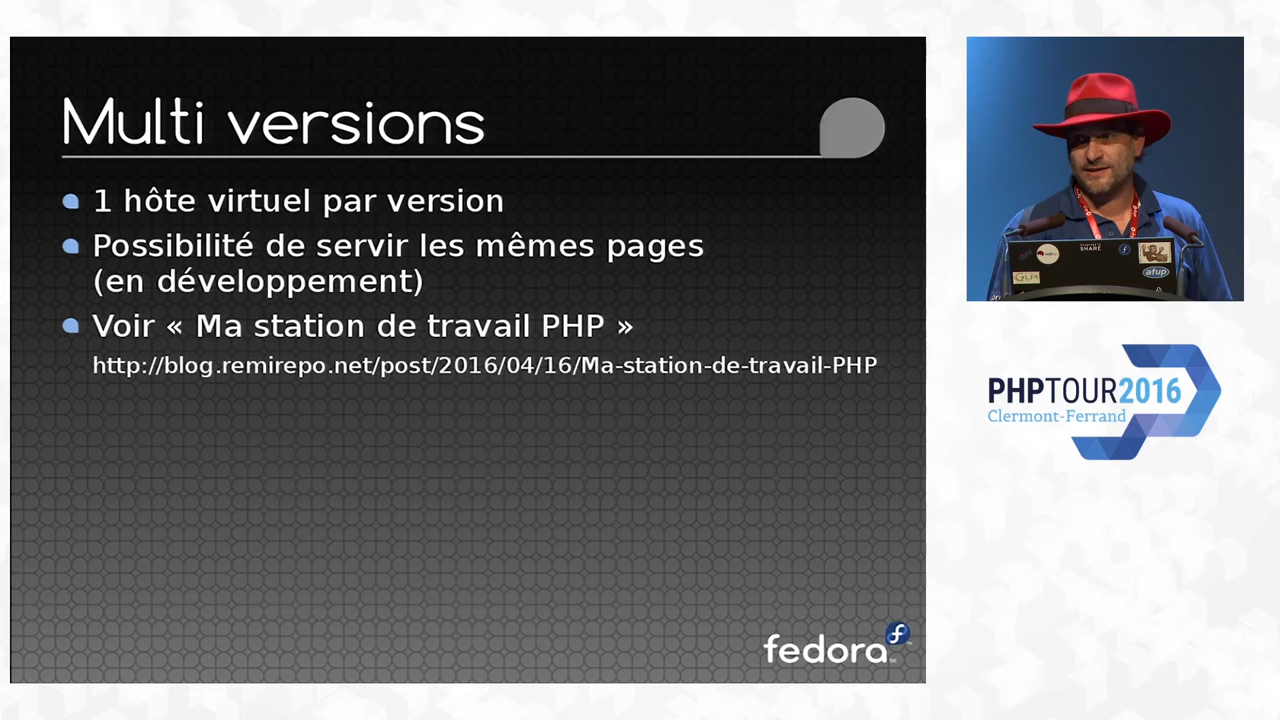 Multi versions
1 hôte virtuel par version
Possibilité de servir les mêmes pages
(en développement)
Voir « Ma station de travail PHP »
http://blog.remirepo.net/post/2016/04/16/Ma-station-de-travail-PHP
fedora
SHARE
GLPI
afup
PHPTOUR2016
Clermont-Ferrand